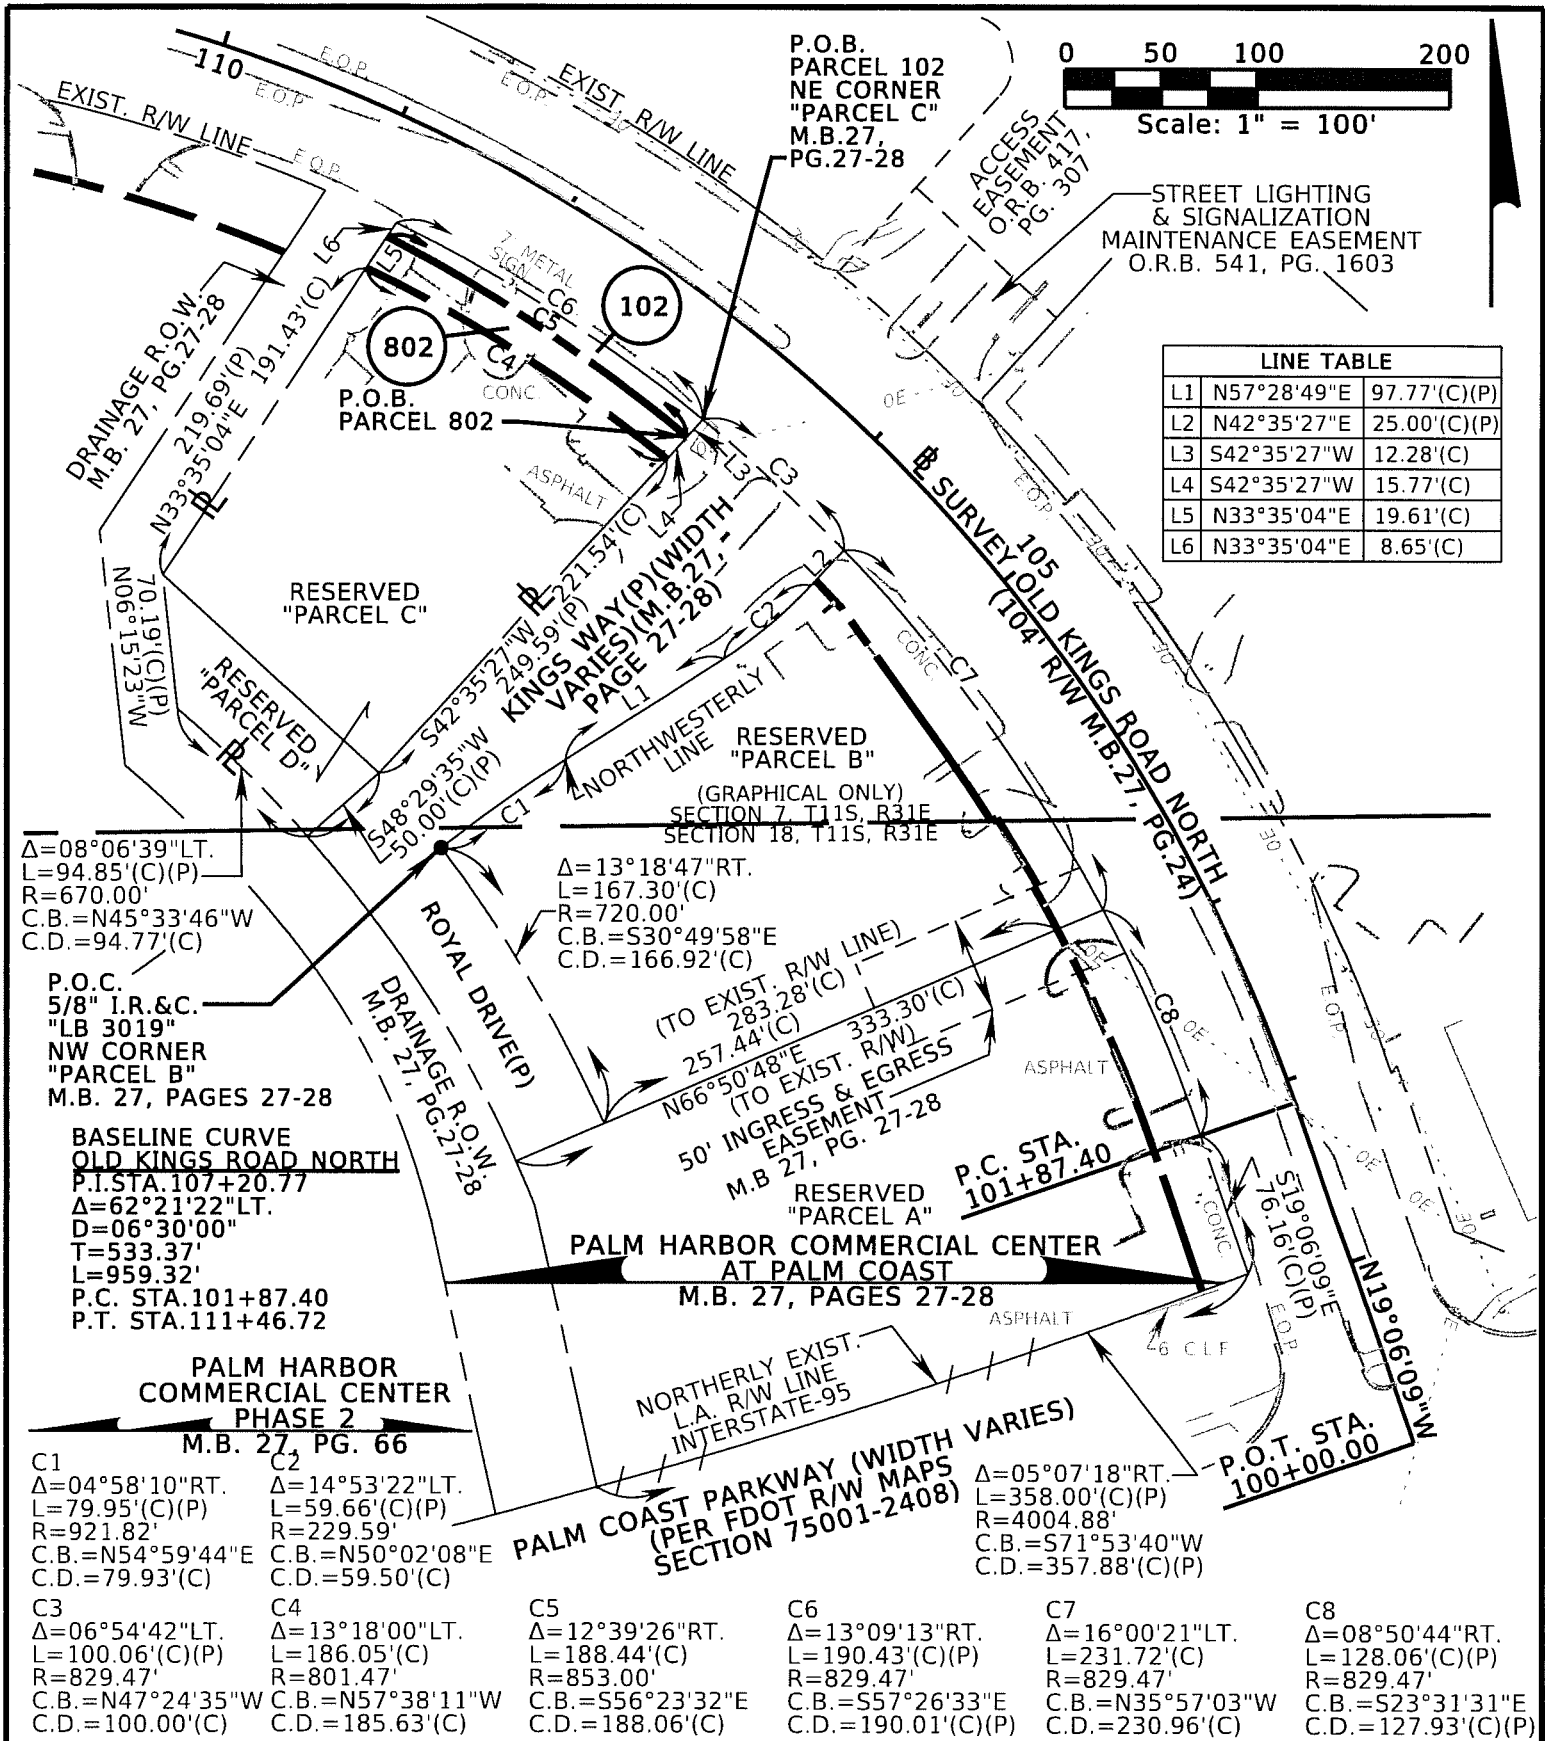 P.O.B.
PARCEL 102
NE CORNER
"PARCEL C"
M.B.27,
PG.27-28
0 50 100 200
Scale: 1" = 100'
110
E.O.P.
E.O.P.
E.O.P.
E.O.P.
EXIST. R/W LINE
EXIST. R/W LINE
ACCESS
EASEMENT
O.R.B. 417,
PG. 307
STREET LIGHTING
& SIGNALIZATION
MAINTENANCE EASEMENT
O.R.B. 541, PG. 1603
LINE TABLE
L1 N57°28'49"E 97.77'(C)(P)
L2 N42°35'27"E 25.00'(C)(P)
L3 S42°35'27"W 12.28'(C)
L4 S42°35'27"W 15.77'(C)
L5 N33°35'04"E 19.61'(C)
L6 N33°35'04"E 8.65'(C)
L6
L5
7' METAL
SIGN
C6
C5
C4
102
802
CONC.
P.O.B.
PARCEL 802
DRAINAGE R.O.W.
M.B. 27, PG.27-28
219.69'(P)
N33°35'04"E 191.43'(C)
ASPHALT
L3
C3
L4
L2
C2
OE
OE
OE
OE
OE
RESERVED
"PARCEL C"
70.19'(C)(P)
N06°15'23"W
RESERVED
"PARCEL D"
S42°35'27"W 221.54'(C)
249.59'(P)
KINGS WAY(P)(WIDTH
VARIES)(M.B.27,-
PAGE 27-28)
L1
NORTHWESTERLY
LINE
C1
S48°29'35"W
50.00'(C)(P)
RESERVED
"PARCEL B"
(GRAPHICAL ONLY)
SECTION 7, T11S, R31E
SECTION 18, T11S, R31E
CONC.
C7
105
SURVEY OLD KINGS ROAD NORTH
(104' R/W M.B.27, PG.24)
E.O.P.
E.O.P.
Δ=08°06'39"LT.
L=94.85'(C)(P)
R=670.00'
C.B.=N45°33'46"W
C.D.=94.77'(C)
Δ=13°18'47"RT.
L=167.30'(C)
R=720.00'
C.B.=S30°49'58"E
C.D.=166.92'(C)
P.O.C.
5/8" I.R.&C.
"LB 3019"
NW CORNER
"PARCEL B"
M.B. 27, PAGES 27-28
ROYAL DRIVE(P)
DRAINAGE R.O.W.
M.B. 27, PG.27-28
(TO EXIST. R/W LINE)
283.28'(C)
257.44'(C)
N66°50'48"E 333.30'(C)
(TO EXIST. R/W)
50' INGRESS & EGRESS
EASEMENT
M.B 27, PG. 27-28
C8
ASPHALT
BASELINE CURVE
OLD KINGS ROAD NORTH
P.I.STA.107+20.77
Δ=62°21'22"LT.
D=06°30'00"
T=533.37'
L=959.32'
P.C. STA.101+87.40
P.T. STA.111+46.72
P.C. STA.
101+87.40
RESERVED
"PARCEL A"
CONC.
S19°06'09"E
76.16'(C)(P)
E.O.P.
PALM HARBOR COMMERCIAL CENTER
AT PALM COAST
M.B. 27, PAGES 27-28
ASPHALT
6' C L F
N19°06'09"W
PALM HARBOR
COMMERCIAL CENTER
PHASE 2
M.B. 27, PG. 66
NORTHERLY EXIST.
L.A. R/W LINE
INTERSTATE-95
PALM COAST PARKWAY (WIDTH VARIES)
(PER FDOT R/W MAPS
SECTION 75001-2408)
P.O.T. STA.
100+00.00
Δ=05°07'18"RT.
L=358.00'(C)(P)
R=4004.88'
C.B.=S71°53'40"W
C.D.=357.88'(C)(P)
C1
Δ=04°58'10"RT.
L=79.95'(C)(P)
R=921.82'
C.B.=N54°59'44"E
C.D.=79.93'(C)
C2
Δ=14°53'22"LT.
L=59.66'(C)(P)
R=229.59'
C.B.=N50°02'08"E
C.D.=59.50'(C)
C3
Δ=06°54'42"LT.
L=100.06'(C)(P)
R=829.47'
C.B.=N47°24'35"W
C.D.=100.00'(C)
C4
Δ=13°18'00"LT.
L=186.05'(C)
R=801.47'
C.B.=N57°38'11"W
C.D.=185.63'(C)
C5
Δ=12°39'26"RT.
L=188.44'(C)
R=853.00'
C.B.=S56°23'32"E
C.D.=188.06'(C)
C6
Δ=13°09'13"RT.
L=190.43'(C)(P)
R=829.47'
C.B.=S57°26'33"E
C.D.=190.01'(C)(P)
C7
Δ=16°00'21"LT.
L=231.72'(C)
R=829.47'
C.B.=N35°57'03"W
C.D.=230.96'(C)
C8
Δ=08°50'44"RT.
L=128.06'(C)(P)
R=829.47'
C.B.=S23°31'31"E
C.D.=127.93'(C)(P)